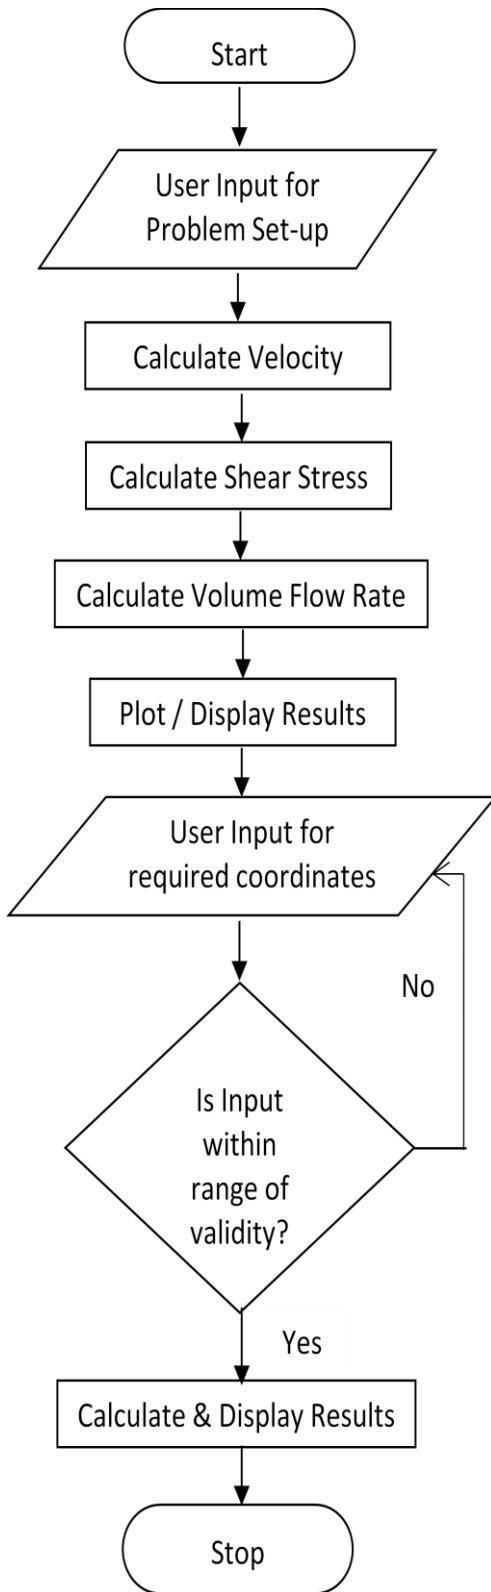 Start
User Input for
Problem Set-up
Calculate Velocity
Calculate Shear Stress
Calculate Volume Flow Rate
Plot / Display Results
User Input for
required coordinates
No
Is Input
within
range of
validity?
Yes
Calculate & Display Results
Stop